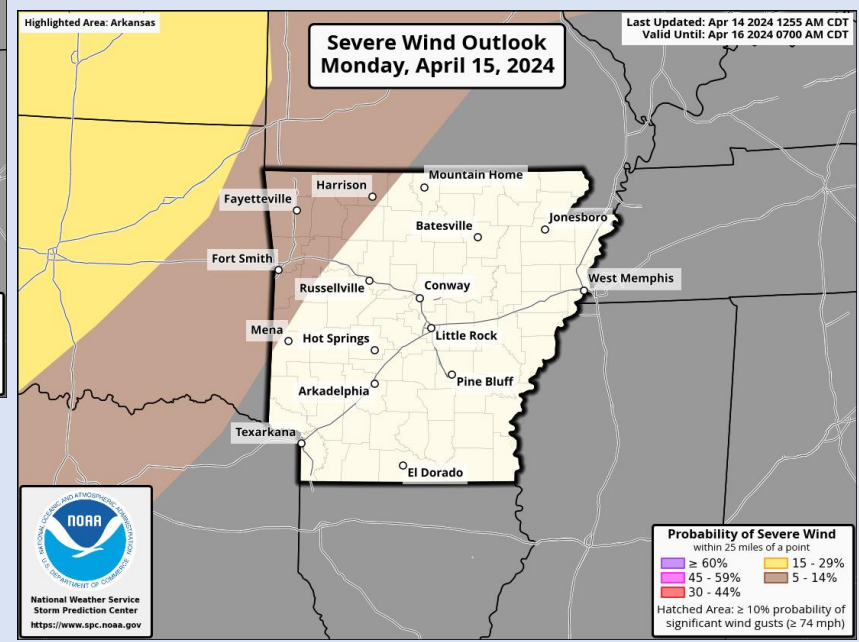 Highlighted Area: Arkansas
Severe Wind Outlook
Monday, April 15, 2024
Last Updated: Apr 14 2024 1255 AM CDT
Valid Until: Apr 16 2024 0700 AM CDT
Mountain Home
Harrison
Fayetteville
Jonesboro
Batesville
Fort Smith
West Memphis
Russellville
Conway
Mena
Hot Springs
Little Rock
Arkadelphia
Pine Bluff
Texarkana
El Dorado
NATIONAL OCEANIC AND ATMOSPHERIC ADMINISTRATION
NOAA
U.S. DEPARTMENT OF COMMERCE
National Weather Service
Storm Prediction Center
https://www.spc.noaa.gov
Probability of Severe Wind
within 25 miles of a point
≥ 60% 15 - 29%
45 - 59% 5 - 14%
30 - 44%
Hatched Area: ≥ 10% probability of
significant wind gusts (≥ 74 mph)